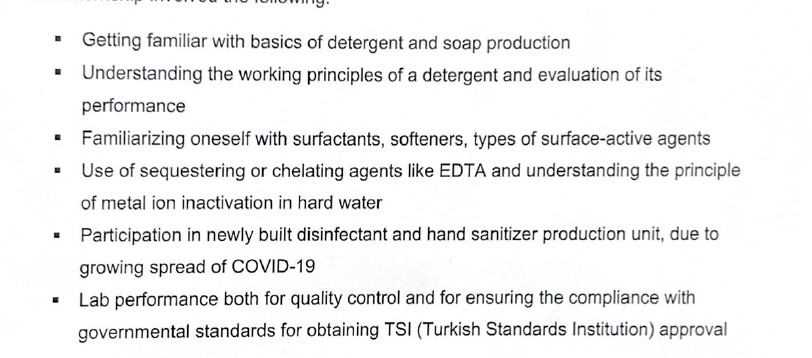 involved the following:
▪ Getting familiar with basics of detergent and soap production
▪ Understanding the working principles of a detergent and evaluation of its
performance
▪ Familiarizing oneself with surfactants, softeners, types of surface-active agents
▪ Use of sequestering or chelating agents like EDTA and understanding the principle
of metal ion inactivation in hard water
▪ Participation in newly built disinfectant and hand sanitizer production unit, due to
growing spread of COVID-19
▪ Lab performance both for quality control and for ensuring the compliance with
governmental standards for obtaining TSI (Turkish Standards Institution) approval